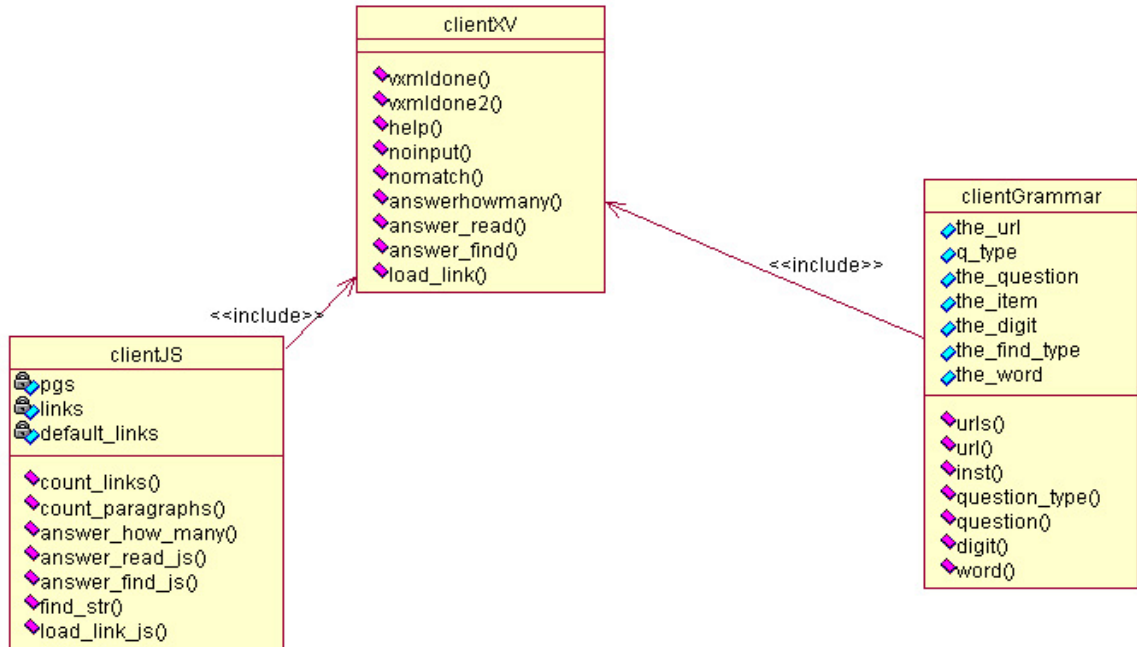 clientXV
vxmldone()
vxmldone2()
help()
noinput()
nomatch()
answerhowmany()
answer_read()
answer_find()
load_link()
<<include>>
<<include>>
clientJS
pgs
links
default_links
count_links()
count_paragraphs()
answer_how_many()
answer_read_js()
answer_find_js()
find_str()
load_link_js()
clientGrammar
the_url
q_type
the_question
the_item
the_digit
the_find_type
the_word
urls()
url()
inst()
question_type()
question()
digit()
word()